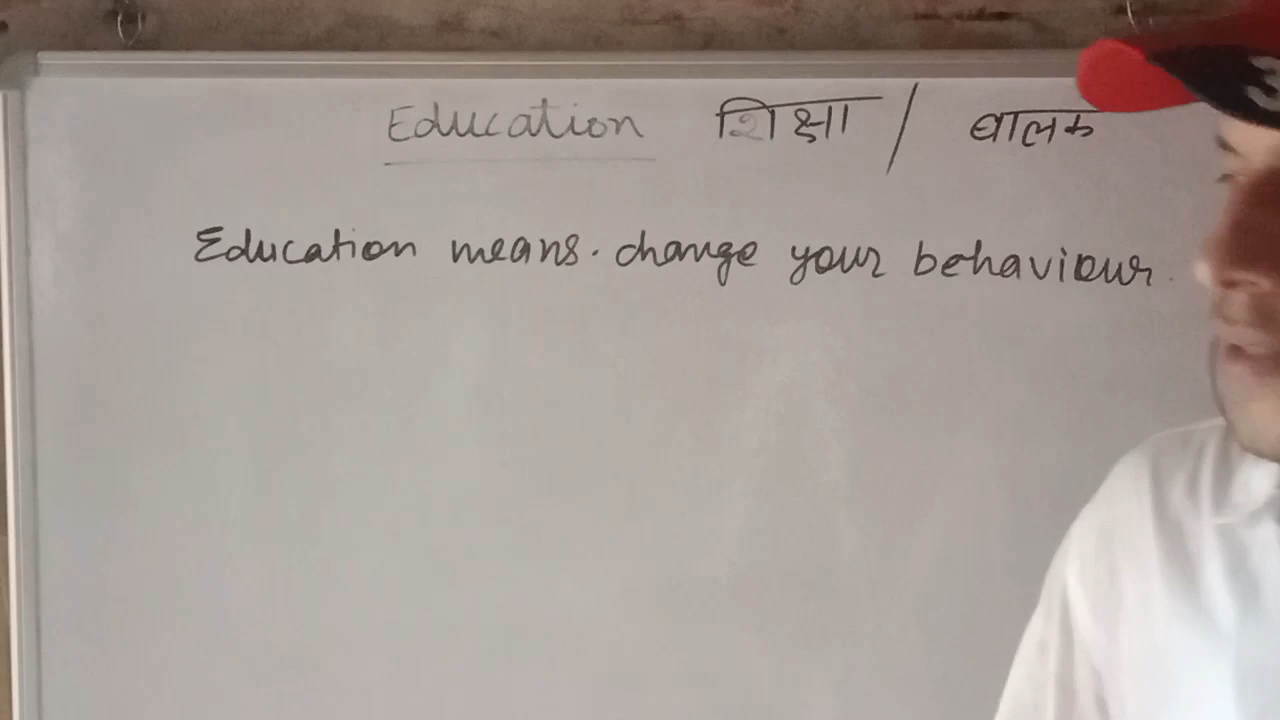 Education शिक्षा / बालक
Education means. change your behaviour.